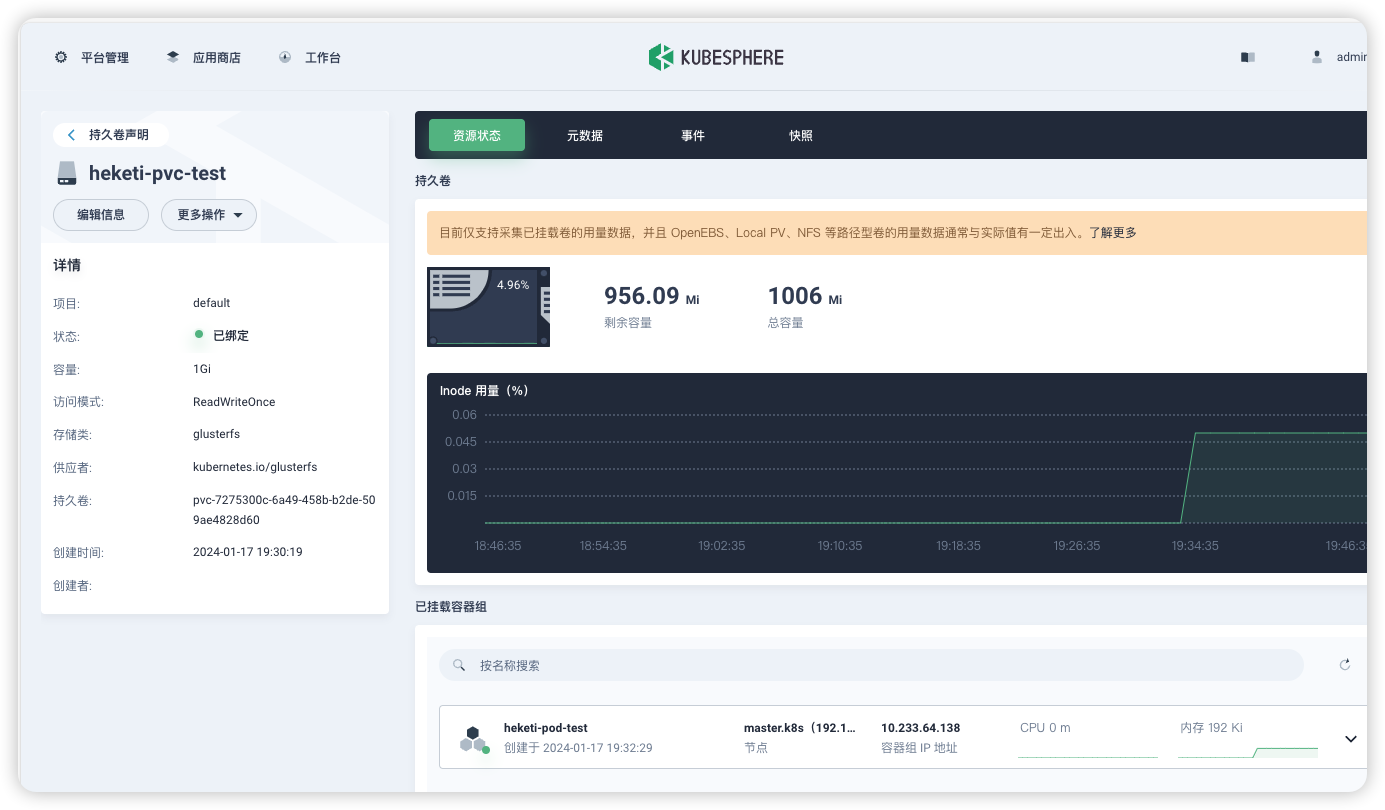 平台管理
应用商店
工作台
KUBESPHERE
admin
持久卷声明
heketi-pvc-test
编辑信息
更多操作
详情
项目: default
状态: 已绑定
容量: 1Gi
访问模式: ReadWriteOnce
存储类: glusterfs
供应者: kubernetes.io/glusterfs
持久卷: pvc-7275300c-6a49-458b-b2de-50
9ae4828d60
创建时间: 2024-01-17 19:30:19
创建者:
资源状态
元数据
事件
快照
持久卷
目前仅支持采集已挂载卷的用量数据，并且 OpenEBS、Local PV、NFS 等路径型卷的用量数据通常与实际值有一定出入。了解更多
4.96%
956.09 Mi
剩余容量
1006 Mi
总容量
Inode 用量（%）
0.06
0.045
0.03
0.015
18:46:35 18:54:35 19:02:35 19:10:35 19:18:35 19:26:35 19:34:35 19:46:3
已挂载容器组
按名称搜索
heketi-pod-test
创建于 2024-01-17 19:32:29
master.k8s（192.1...
节点
10.233.64.138
容器组 IP 地址
CPU 0 m
内存 192 Ki